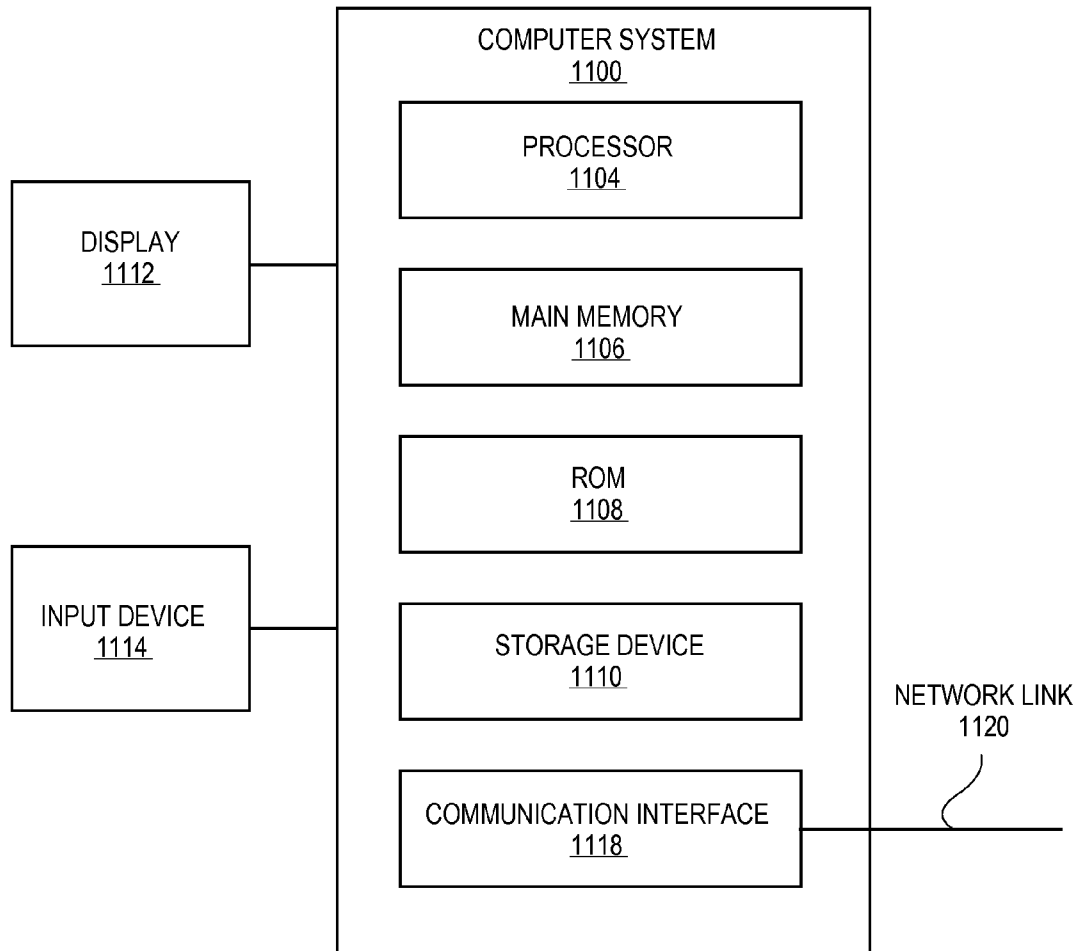 COMPUTER SYSTEM
1100
PROCESSOR
1104
DISPLAY
1112
MAIN MEMORY
1106
ROM
1108
INPUT DEVICE
1114
STORAGE DEVICE
1110
NETWORK LINK
1120
COMMUNICATION INTERFACE
1118